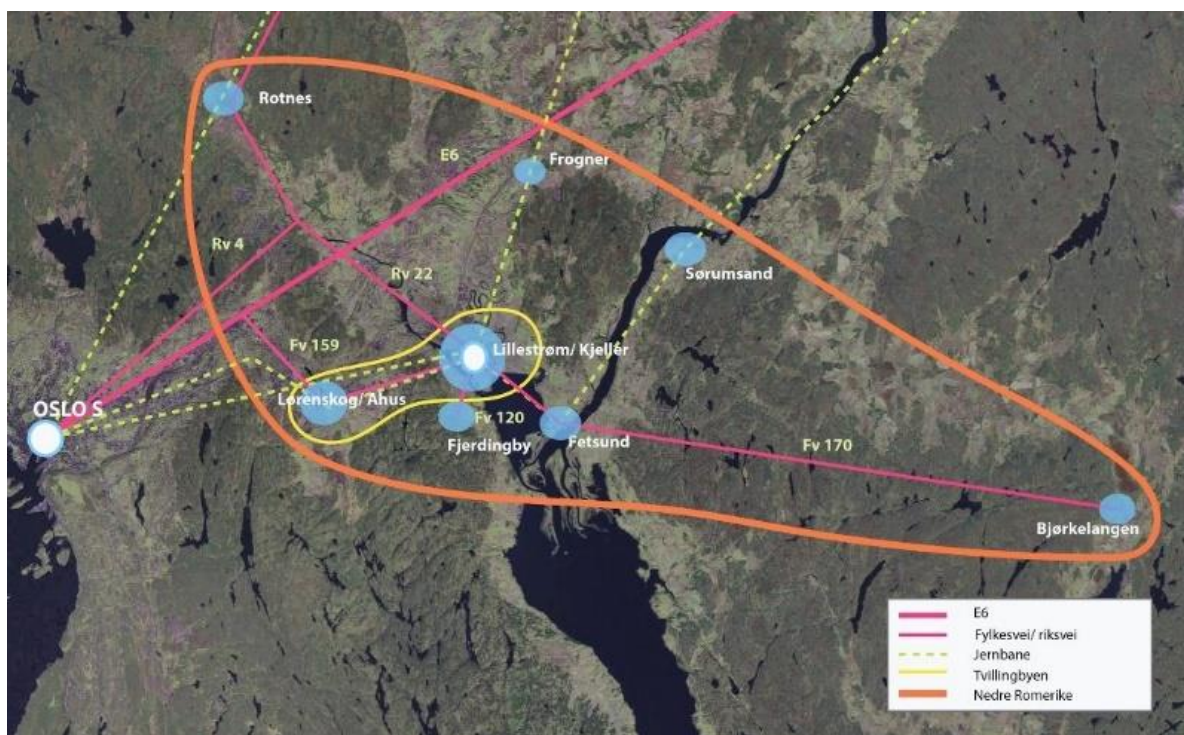 Rotnes
E6
Frogner
Rv 4
Rv 22
Sørumsand
Fv 159
Lillestrøm/ Kjeller
Lørenskog/ Ahus
OSLO S
Fv 120
Fjerdingby
Fetsund
Fv 170
Bjørkelangen
E6
Fylkesvei/ riksvei
Jernbane
Tvillingbyen
Nedre Romerike